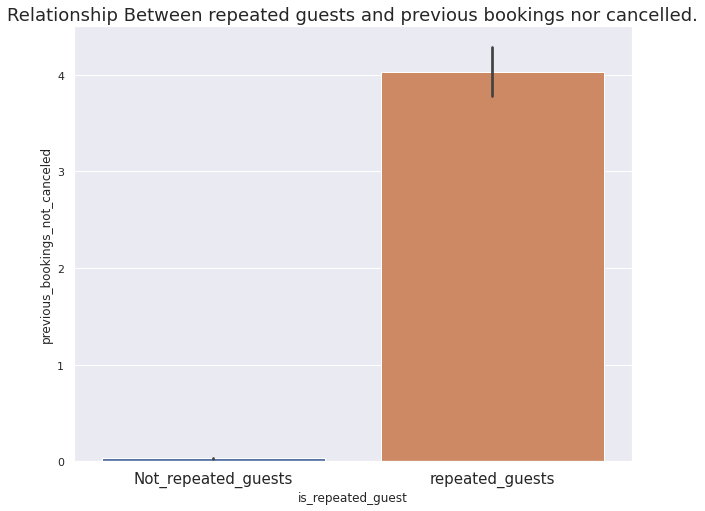 Relationship Between repeated guests and previous bookings nor cancelled.
previous_bookings_not_canceled
4
3
2
1
0
Not_repeated_guests
repeated_guests
is_repeated_guest